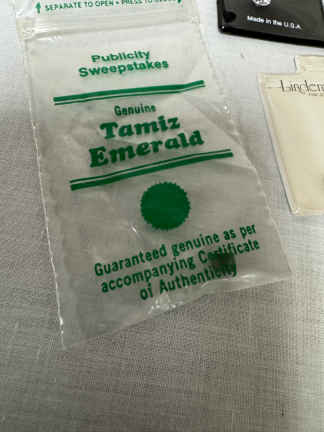 SEPARATE TO OPEN • PRESS TO
Publicity
Sweepstakes
Genuine
Tamiz
Emerald
Guaranteed genuine as per
accompanying Certificate
of Authenticity
Made in the U.S.A.